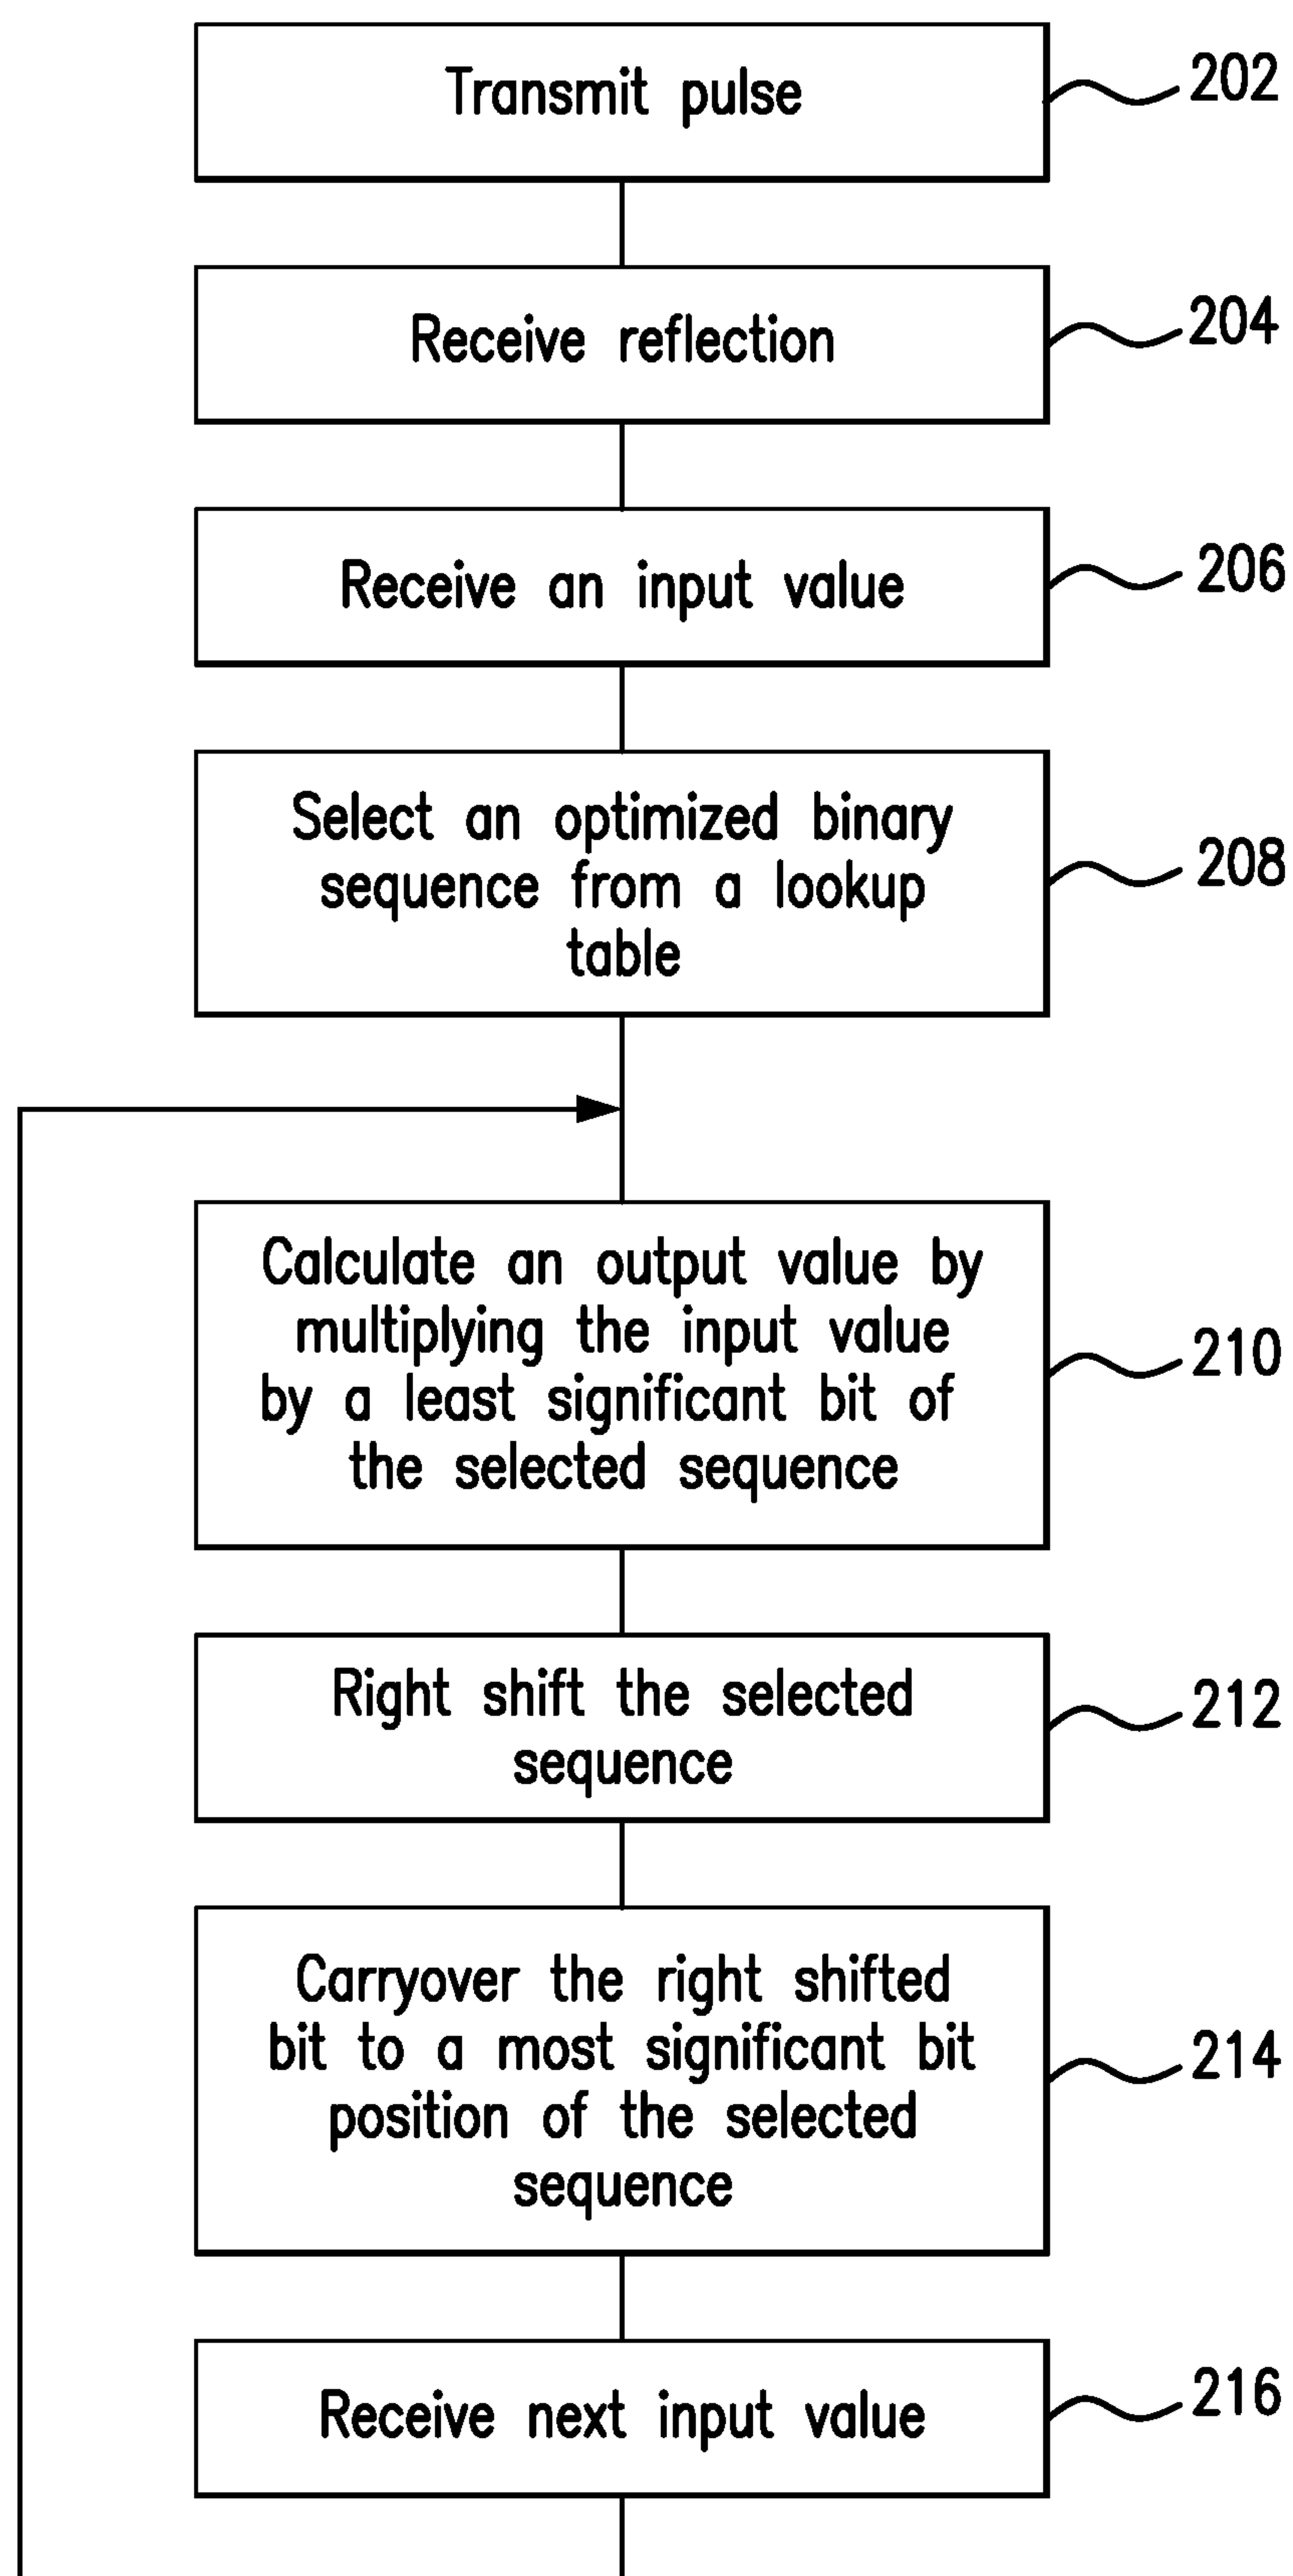 Transmit pulse
202
Receive reflection
204
Receive an input value
206
Select an optimized binary
sequence from a lookup
table
208
Calculate an output value by
multiplying the input value
by a least significant bit of
the selected sequence
210
Right shift the selected
sequence
212
Carryover the right shifted
bit to a most significant bit
position of the selected
sequence
214
Receive next input value
216